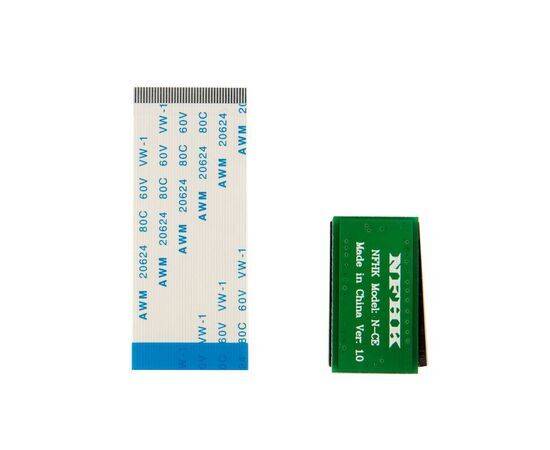 AWM 20624 80C 60V VW-1
AWM 20624 80C 60V VW-1
AWM 20624 80C 60V
AWM 20624 80C
AWM 20624
AWM 20
VW-1
60V VW-1
80C 60V VW-1
NFHK
NFHK Model: N-CE
Made in China Ver: 1.0